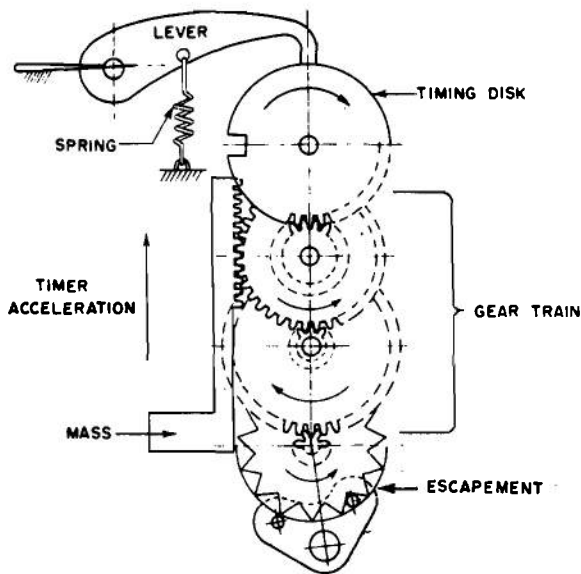 LEVER
TIMING DISK
SPRING
TIMER
ACCELERATION
GEAR TRAIN
MASS
ESCAPEMENT